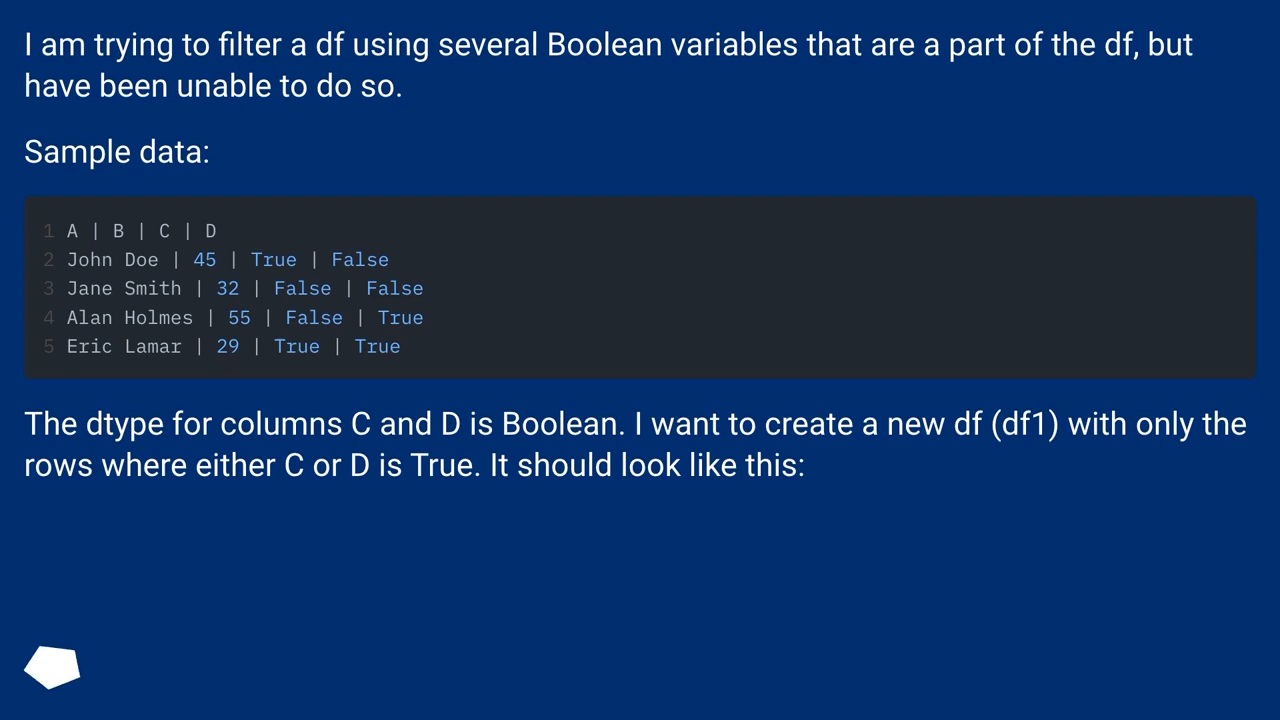 I am trying to filter a df using several Boolean variables that are a part of the df, but
have been unable to do so.
Sample data:
1 A | B | C | D
2 John Doe | 45 | True | False
3 Jane Smith | 32 | False | False
4 Alan Holmes | 55 | False | True
5 Eric Lamar | 29 | True | True
The dtype for columns C and D is Boolean. I want to create a new df (df1) with only the
rows where either C or D is True. It should look like this: